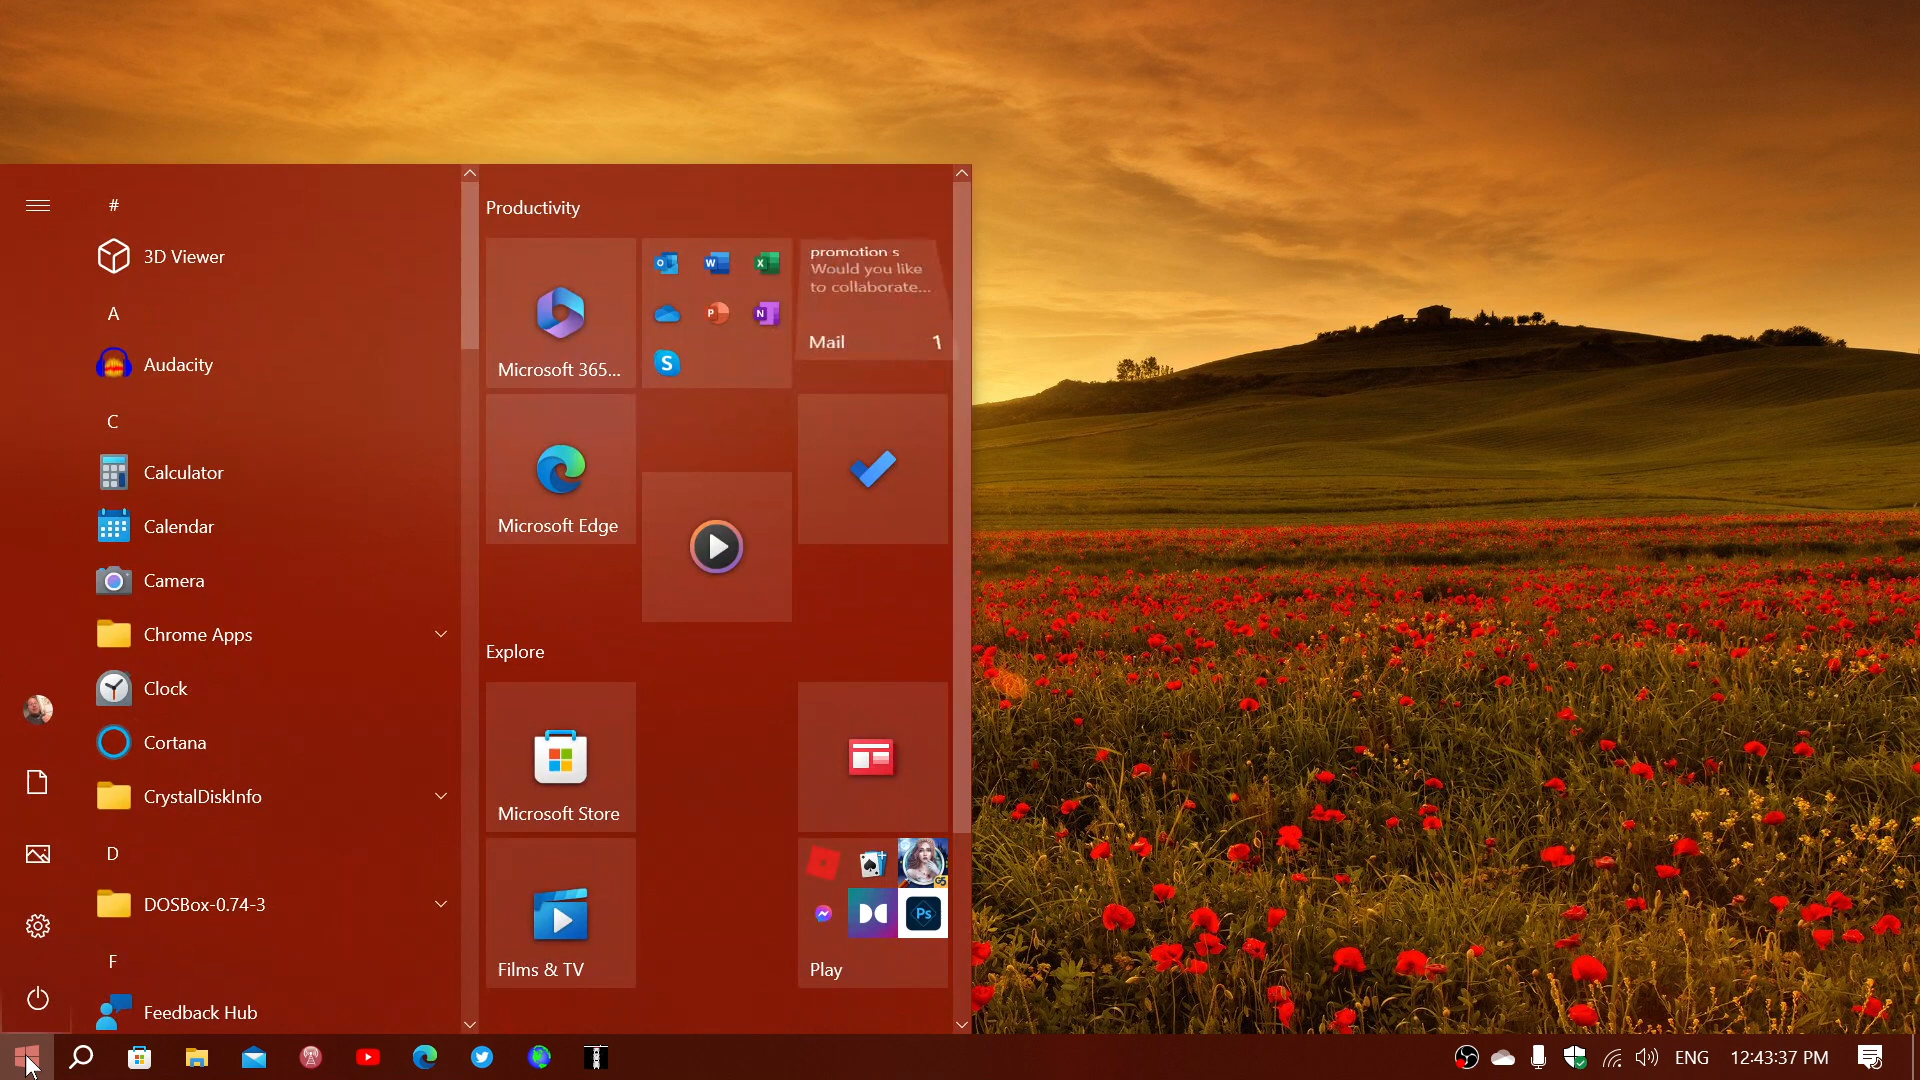 #
3D Viewer
A
Audacity
C
Calculator
Calendar
Camera
Chrome Apps
Clock
Cortana
CrystalDiskInfo
D
DOSBox-0.74-3
F
Feedback Hub
Productivity
Microsoft 365...
promotion s
Would you like
to collaborate...
Mail 1
Microsoft Edge
Explore
Microsoft Store
Films & TV
Ps
Play
ENG
12:43:37 PM